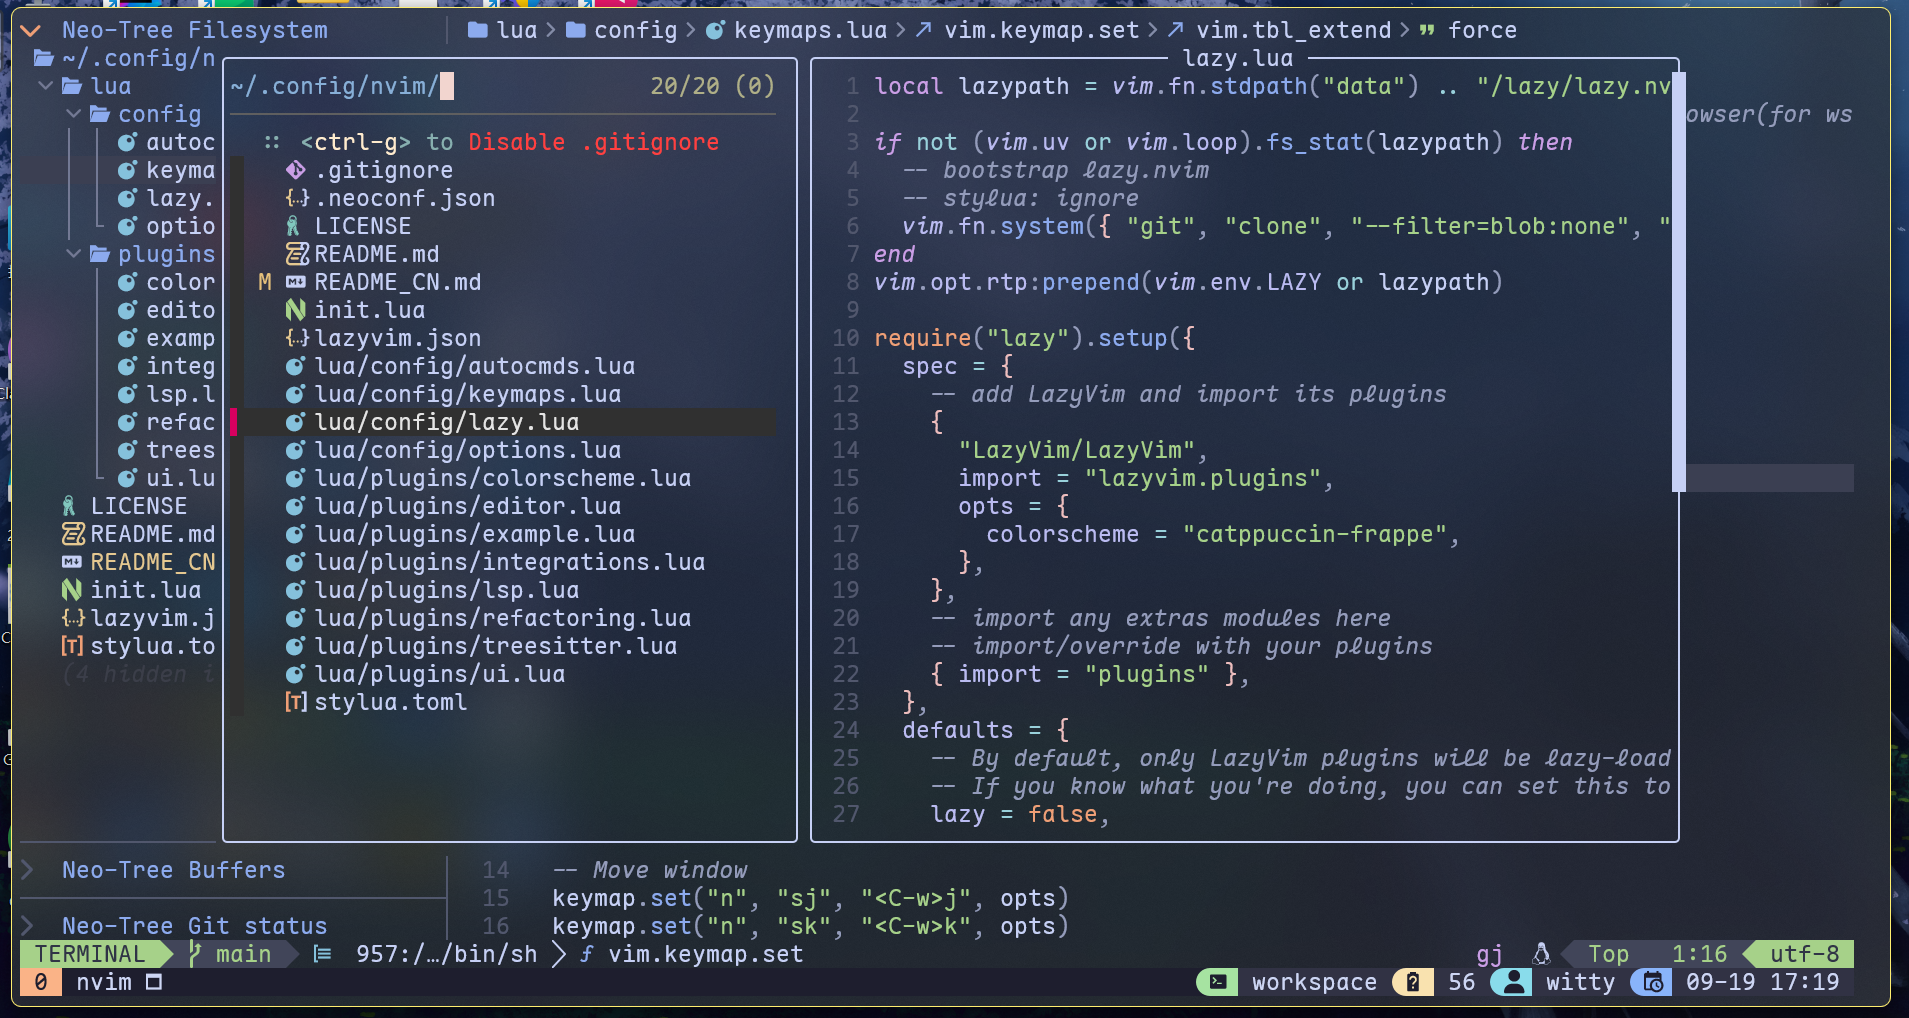 Neo-Tree Filesystem
lua > config > keymaps.lua > vim.keymap.set > vim.tbl_extend > force
~/.config/n
lua
config
autoc
keyma
lazy.
optio
plugins
color
edito
examp
integ
lsp.l
refac
trees
ui.lu
LICENSE
README.md
README_CN
init.lua
lazyvim.j
stylua.to
(4 hidden i
~/.config/nvim/ 20/20 (0)
:: <ctrl-g> to Disable .gitignore
.gitignore
.neoconf.json
LICENSE
README.md
M README_CN.md
init.lua
lazyvim.json
lua/config/autocmds.lua
lua/config/keymaps.lua
lua/config/lazy.lua
lua/config/options.lua
lua/plugins/colorscheme.lua
lua/plugins/editor.lua
lua/plugins/example.lua
lua/plugins/integrations.lua
lua/plugins/lsp.lua
lua/plugins/refactoring.lua
lua/plugins/treesitter.lua
lua/plugins/ui.lua
[T] stylua.toml
lazy.lua
1 local lazypath = vim.fn.stdpath("data") .. "/lazy/lazy.nv
2
3 if not (vim.uv or vim.loop).fs_stat(lazypath) then
4 -- bootstrap lazy.nvim
5 -- stylua: ignore
6 vim.fn.system({ "git", "clone", "--filter=blob:none", "
7 end
8 vim.opt.rtp:prepend(vim.env.LAZY or lazypath)
9
10 require("lazy").setup({
11 spec = {
12 -- add LazyVim and import its plugins
13 {
14 "LazyVim/LazyVim",
15 import = "lazyvim.plugins",
16 opts = {
17 colorscheme = "catppuccin-frappe",
18 },
19 },
20 -- import any extras modules here
21 -- import/override with your plugins
22 { import = "plugins" },
23 },
24 defaults = {
25 -- By default, only LazyVim plugins will be lazy-load
26 -- If you know what you're doing, you can set this to
27 lazy = false,
owser(for ws
Neo-Tree Buffers
Neo-Tree Git status
14 -- Move window
15 keymap.set("n", "sj", "<C-w>j", opts)
16 keymap.set("n", "sk", "<C-w>k", opts)
TERMINAL main 957:/…/bin/sh > f vim.keymap.set gj Top 1:16 utf-8
0 nvim workspace 56 witty 09-19 17:19